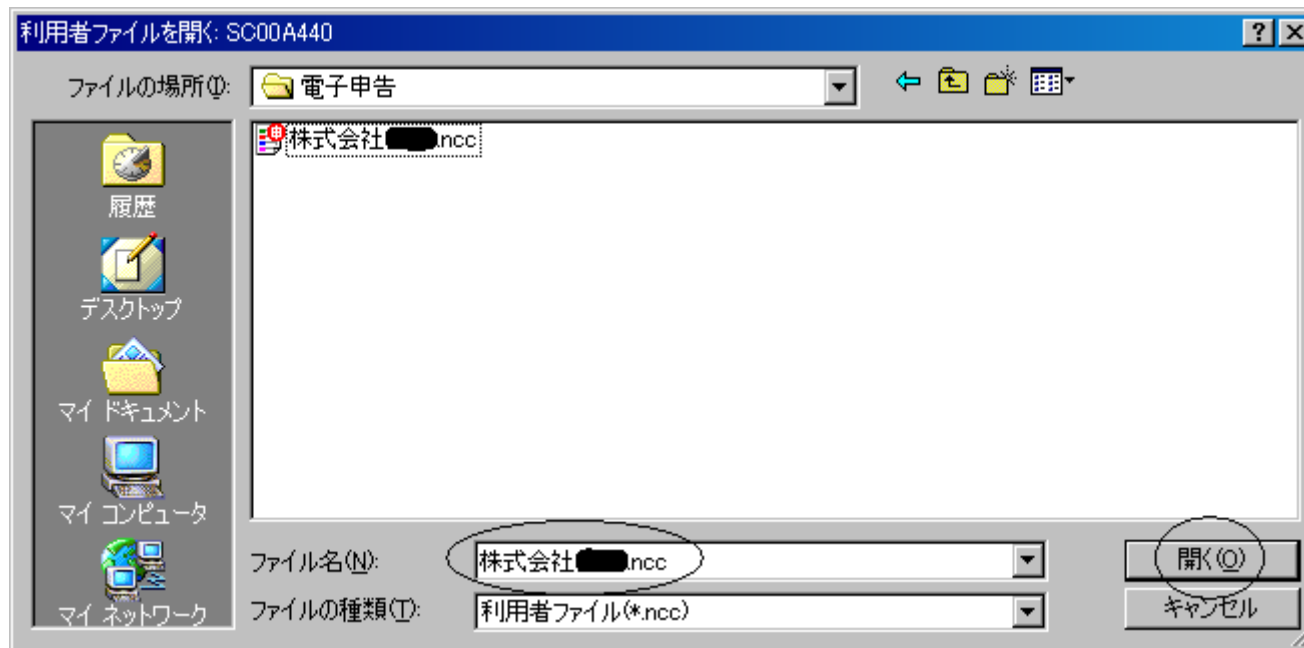 利用者ファイルを開く: SC00A440
ファイルの場所(I):
電子申告
株式会社 .ncc
履歴
デスクトップ
マイ ドキュメント
マイ コンピュータ
マイ ネットワーク
ファイル名(N):
株式会社 .ncc
開く(O)
ファイルの種類(T):
利用者ファイル(*.ncc)
キャンセル